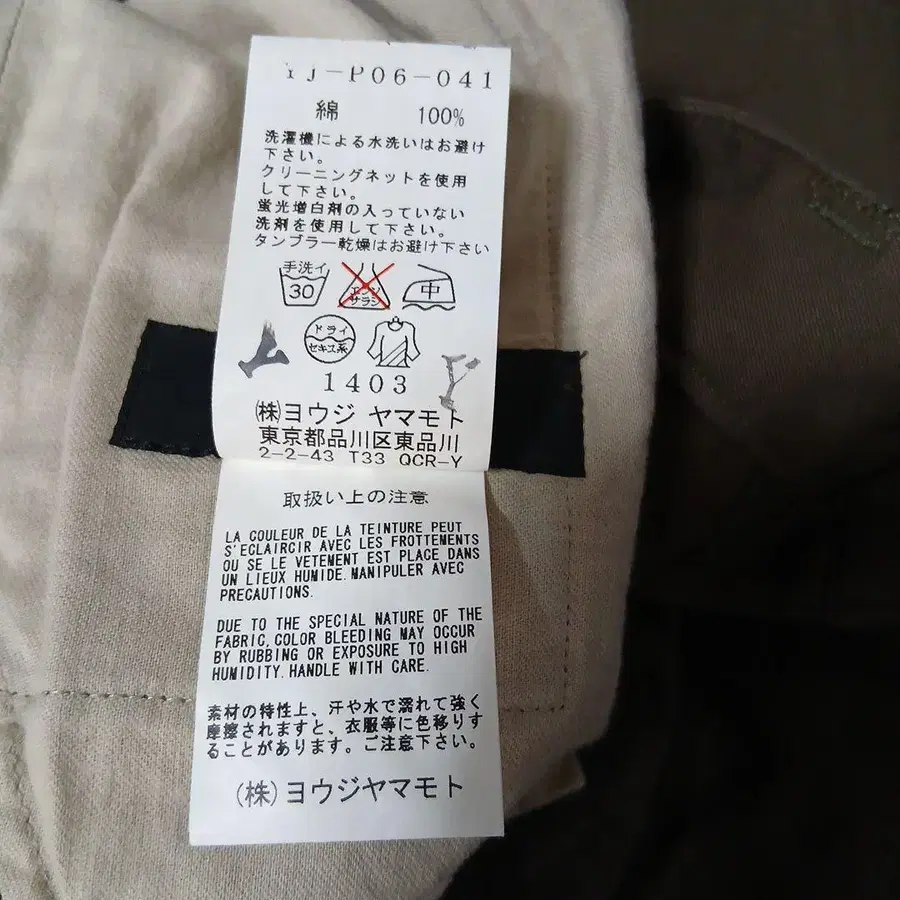 YJ-P06-041
綿 100%
洗濯機による水洗いはお避け
下さい。
クリーニングネットを使用
して下さい。
蛍光増白剤の入っていない
洗剤を使用して下さい。
タンブラー乾燥はお避け下さい
手洗イ
30
エンソ
サラシ
中
ドライ
セキユ系
1403
㈱ヨウジ ヤマモト
東京都品川区東品川
2-2-43 T33 QCR-Y
取扱い上の注意
LA COULEUR DE LA TEINTURE PEUT
S'ECLAIRCIR AVEC LES FROTTEMENTS
OU SE LE VETEMENT EST PLACE DANS
UN LIEUX HUMIDE.MANIPULER AVEC
PRECAUTIONS.
DUE TO THE SPECIAL NATURE OF THE
FABRIC,COLOR BLEEDING MAY OCCUR
BY RUBBING OR EXPOSURE TO HIGH
HUMIDITY.HANDLE WITH CARE.
素材の特性上、汗や水で濡れて強く
摩擦されますと、衣服等に色移りす
ることがあります。ご注意下さい。
(株)ヨウジヤマモト